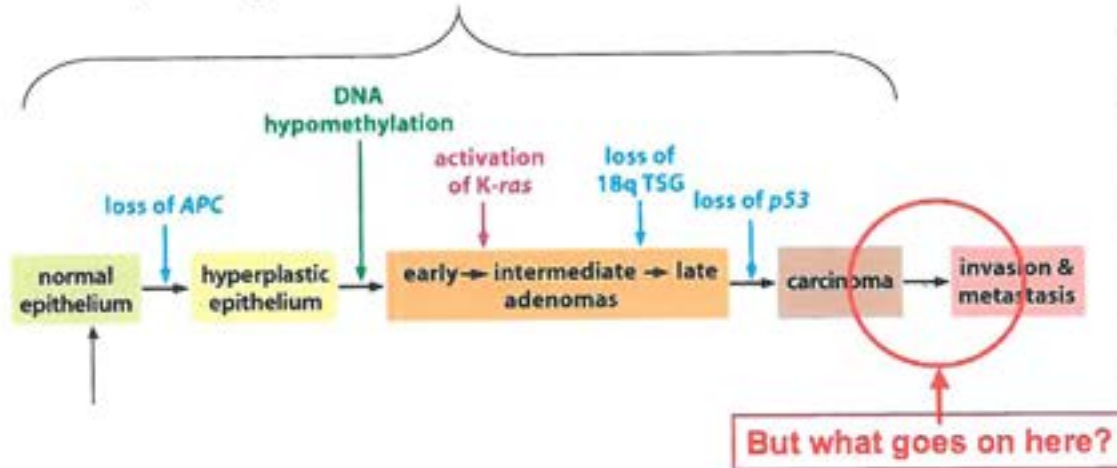 DNA
hypomethylation
activation
of K-ras
loss of
18q TSG
loss of APC
loss of p53
normal
epithelium
hyperplastic
epithelium
early → intermediate → late
adenomas
carcinoma
invasion &
metastasis
But what goes on here?